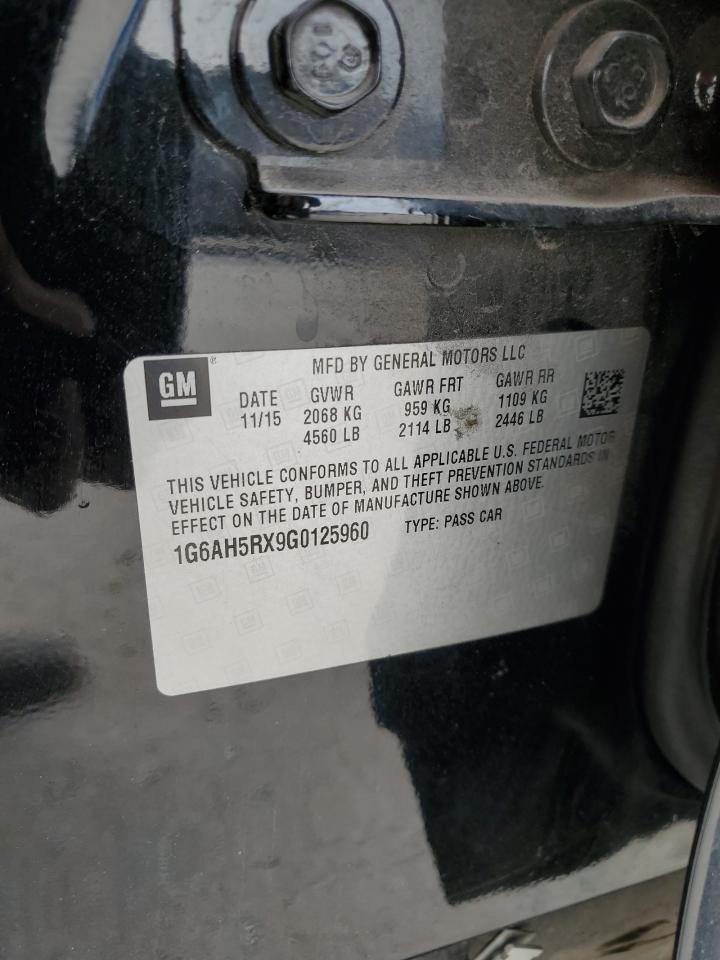 GM
MFD BY GENERAL MOTORS LLC
DATE GVWR GAWR FRT GAWR RR
11/15 2068 KG 959 KG 1109 KG
4560 LB 2114 LB 2446 LB
THIS VEHICLE CONFORMS TO ALL APPLICABLE U.S. FEDERAL MOTOR
VEHICLE SAFETY, BUMPER, AND THEFT PREVENTION STANDARDS IN
EFFECT ON THE DATE OF MANUFACTURE SHOWN ABOVE.
1G6AH5RX9G0125960 TYPE: PASS CAR